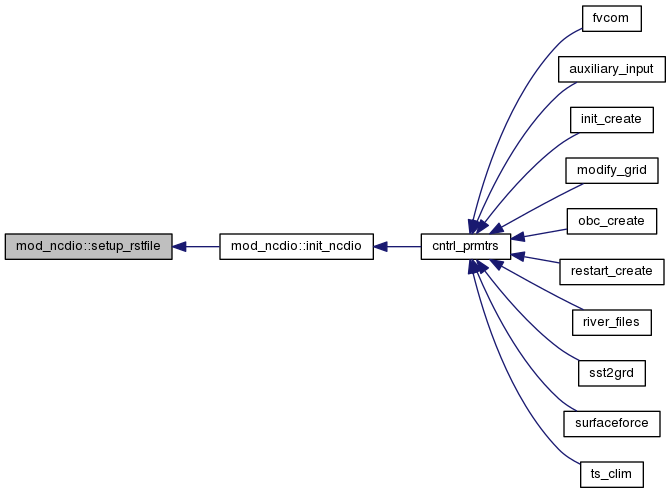 fvcom
auxiliary_input
init_create
modify_grid
obc_create
mod_ncdio::setup_rstfile
mod_ncdio::init_ncdio
cntrl_prmtrs
restart_create
river_files
sst2grd
surfaceforce
ts_clim